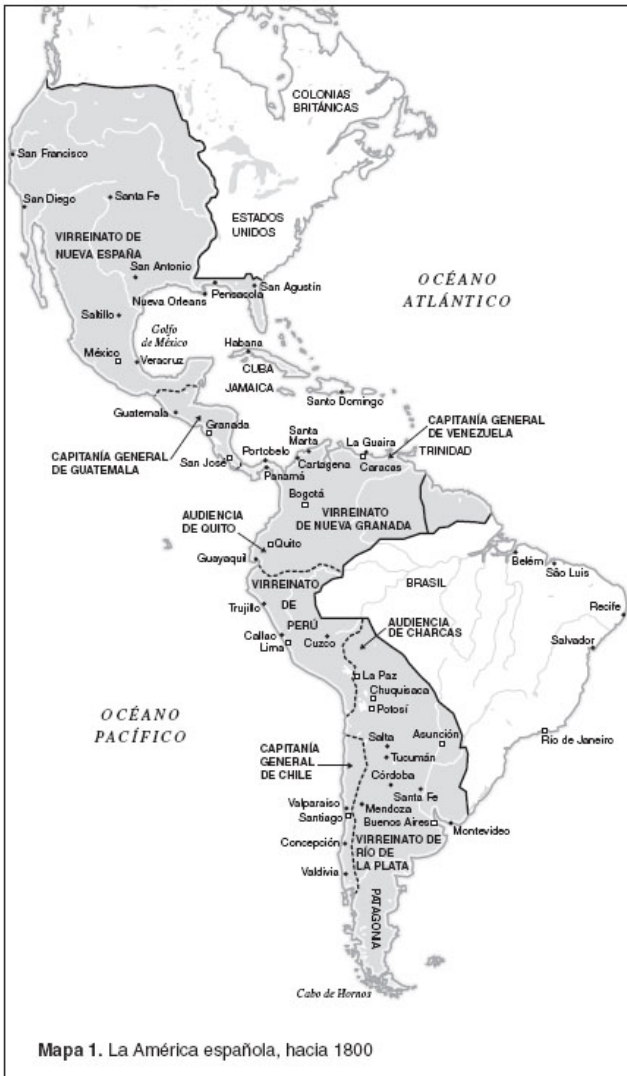 COLONIAS
BRITÁNICAS
San Francisco
San Diego
Santa Fe
ESTADOS
UNIDOS
VIRREINATO DE
NUEVA ESPAÑA
San Antonio
Nueva Orleans
Pensacola
San Agustín
OCÉANO
ATLÁNTICO
Saltillo
Golfo
de México
México
Veracruz
Habana
CUBA
JAMAICA
Santo Domingo
Guatemala
Granada
CAPITANÍA GENERAL
DE GUATEMALA
San José
Portobelo
Panamá
Santa
Marta
Cartagena
La Guaira
Caracas
CAPITANÍA GENERAL
DE VENEZUELA
TRINIDAD
Bogotá
AUDIENCIA
DE QUITO
VIRREINATO
DE NUEVA GRANADA
Quito
Guayaquil
VIRREINATO
DE
PERÚ
BRASIL
Belém
São Luis
Recife
Salvador
Trujillo
Callao
Lima
Cuzco
AUDIENCIA
DE CHARCAS
La Paz
Chuquisaca
Potosí
OCÉANO
PACÍFICO
Salta
Asunción
Río de Janeiro
Tucumán
CAPITANÍA
GENERAL
DE CHILE
Córdoba
Santa Fe
Valparaiso
Santiago
Mendoza
Buenos Aires
Montevideo
Concepción
VIRREINATO DE
RÍO DE
LA PLATA
Valdivia
PATAGONIA
Cabo de Hornos
Mapa 1. La América española, hacia 1800